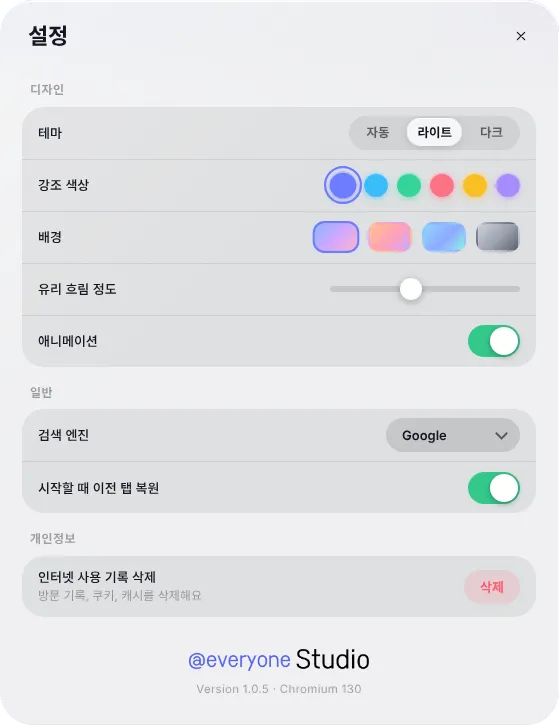 설정
디자인
테마 자동 라이트 다크
강조 색상
배경
유리 흐림 정도
애니메이션
일반
검색 엔진 Google
시작할 때 이전 탭 복원
개인정보
인터넷 사용 기록 삭제
방문 기록, 쿠키, 캐시를 삭제해요
삭제
@everyone Studio
Version 1.0.5 · Chromium 130